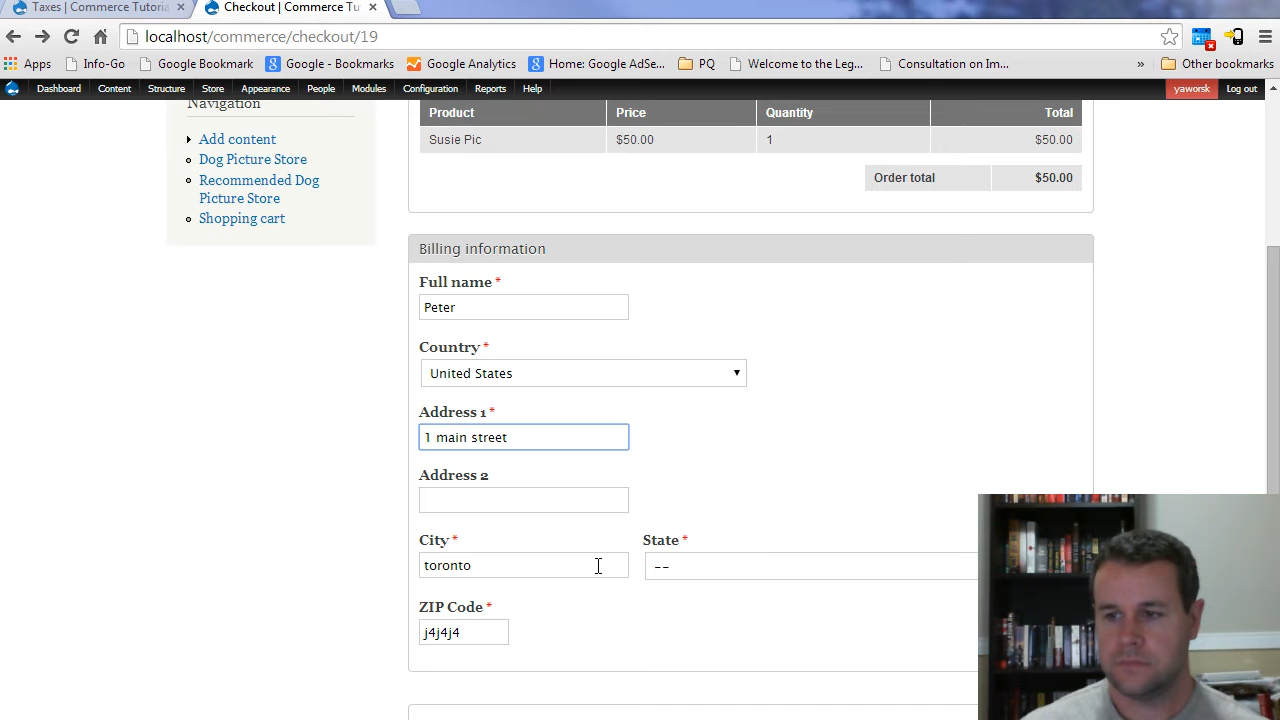 Taxes | Commerce Tutoria
Checkout | Commerce Tu
localhost/commerce/checkout/19
Apps Info-Go Google Bookmark Google - Bookmarks Google Analytics Home: Google AdSe... PQ Welcome to the Leg... Consultation on Im... » Other bookmarks
Dashboard Content Structure Store Appearance People Modules Configuration Reports Help yaworsk Log out
Navigation
Add content
Dog Picture Store
Recommended Dog
Picture Store
Shopping cart
Product Price Quantity Total
Susie Pic $50.00 1 $50.00
Order total $50.00
Billing information
Full name *
Peter
Country *
United States
Address 1 *
1 main street
Address 2
City * State *
toronto --
ZIP Code *
j4j4j4